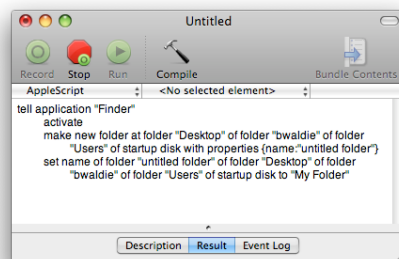 Untitled
Record Stop Run Compile Bundle Contents
AppleScript <No selected element>
tell application "Finder"
activate
make new folder at folder "Desktop" of folder "bwaldie" of folder
"Users" of startup disk with properties {name:"untitled folder"}
set name of folder "untitled folder" of folder "Desktop" of folder
"bwaldie" of folder "Users" of startup disk to "My Folder"
Description Result Event Log